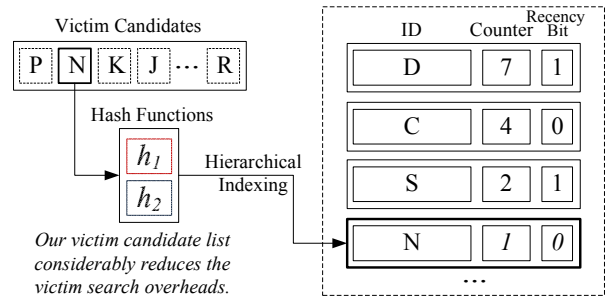 Victim Candidates
P N K J ··· R
Hash Functions
h1
h2
Hierarchical
Indexing
Our victim candidate list
considerably reduces the
victim search overheads.
ID Counter Recency Bit
D 7 1
C 4 0
S 2 1
N 1 0
···